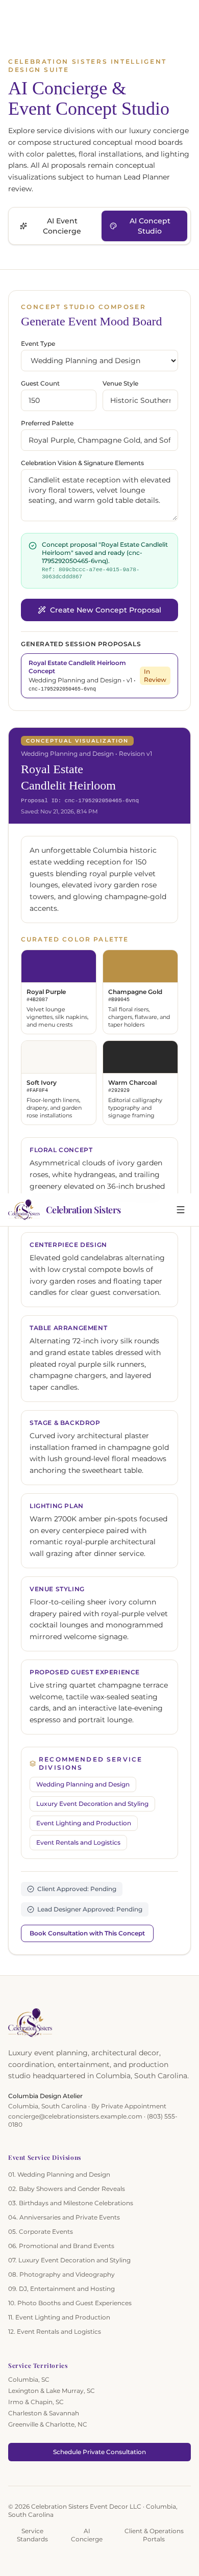 CELEBRATION SISTERS INTELLIGENT
DESIGN SUITE
AI Concierge &
Event Concept Studio
Explore service divisions with our luxury concierge
or compose structured conceptual mood boards
with color palettes, floral installations, and lighting
plans. All AI proposals remain conceptual
visualizations subject to human Lead Planner
review.
AI Event
Concierge
AI Concept
Studio
CONCEPT STUDIO COMPOSER
Generate Event Mood Board
Event Type
Wedding Planning and Design
Guest Count
Venue Style
150
Historic Southern
Preferred Palette
Royal Purple, Champagne Gold, and Sof
Celebration Vision & Signature Elements
Candlelit estate reception with elevated
ivory floral towers, velvet lounge
seating, and warm gold table details.
Concept proposal "Royal Estate Candlelit
Heirloom" saved and ready (cnc-
1795292050465-6vnq).
Create New Concept Proposal
GENERATED SESSION PROPOSALS
Royal Estate Candlelit Heirloom
Concept
Wedding Planning and Design • v1 •
cnc-1795292050465-6vnq
In
Review
CONCEPTUAL VISUALIZATION
Wedding Planning and Design • Revision v1
Royal Estate
Candlelit Heirloom
Proposal ID: cnc-1795292050465-6vnq
Saved: Nov 21, 2026, 8:14 PM
An unforgettable Columbia historic
estate wedding reception for 150
guests blending royal purple velvet
lounges, elevated ivory garden rose
towers, and glowing champagne-gold
accents.
CURATED COLOR PALETTE
Royal Purple
#4B2087
Velvet lounge
vignettes, silk napkins,
and menu crests
Champagne Gold
#B89045
Tall floral risers,
chargers, flatware, and
taper holders
Soft Ivory
#FAF8F4
Floor-length linens,
drapery, and garden
rose installations
Warm Charcoal
#292929
Editorial calligraphy
typography and
signage framing
FLORAL CONCEPT
Asymmetrical clouds of ivory garden
roses, white hydrangeas, and trailing
greenery elevated on 36-inch brushed
Celebration Sisters
CENTERPIECE DESIGN
Elevated gold candelabras alternating
with low crystal compote bowls of
ivory garden roses and floating taper
candles for clear guest conversation.
TABLE ARRANGEMENT
Alternating 72-inch ivory silk rounds
and grand estate tables dressed with
pleated royal purple silk runners,
champagne chargers, and layered
taper candles.
STAGE & BACKDROP
Curved ivory architectural plaster
installation framed in champagne gold
with lush ground-level floral meadows
anchoring the sweetheart table.
LIGHTING PLAN
Warm 2700K amber pin-spots focused
on every centerpiece paired with
romantic royal-purple architectural
wall grazing after dinner service.
VENUE STYLING
Floor-to-ceiling sheer ivory column
drapery paired with royal-purple velvet
cocktail lounges and monogrammed
mirrored welcome signage.
PROPOSED GUEST EXPERIENCE
Live string quartet champagne terrace
welcome, tactile wax-sealed seating
cards, and an interactive late-evening
espresso and portrait lounge.
RECOMMENDED SERVICE
DIVISIONS
Wedding Planning and Design
Luxury Event Decoration and Styling
Event Lighting and Production
Event Rentals and Logistics
Client Approved: Pending
Lead Designer Approved: Pending
Book Consultation with This Concept
Celebration Sisters
Luxury event planning, architectural decor,
coordination, entertainment, and production
studio headquartered in Columbia, South Carolina.
Columbia Design Atelier
Columbia, South Carolina · By Private Appointment
concierge@celebrationsisters.example.com · (803) 555-
0180
Event Service Divisions
01. Wedding Planning and Design
02. Baby Showers and Gender Reveals
03. Birthdays and Milestone Celebrations
04. Anniversaries and Private Events
05. Corporate Events
06. Promotional and Brand Events
07. Luxury Event Decoration and Styling
08. Photography and Videography
09. DJ, Entertainment and Hosting
10. Photo Booths and Guest Experiences
11. Event Lighting and Production
12. Event Rentals and Logistics
Service Territories
Columbia, SC
Lexington & Lake Murray, SC
Irmo & Chapin, SC
Charleston & Savannah
Greenville & Charlotte, NC
Schedule Private Consultation
© 2026 Celebration Sisters Event Decor LLC · Columbia,
South Carolina
Service
Standards
AI
Concierge
Client & Operations
Portals